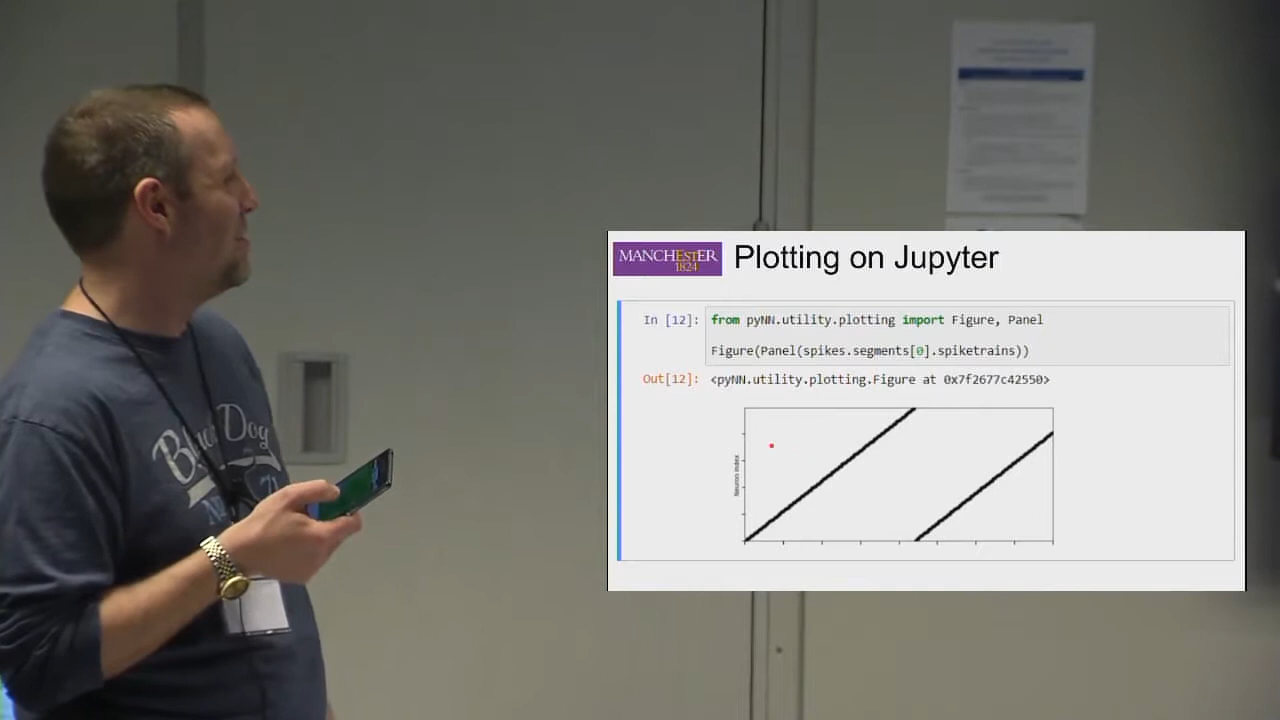 MANCHESTER
1824
Plotting on Jupyter
In [12]: from pyNN.utility.plotting import Figure, Panel
Figure(Panel(spikes.segments[0].spiketrains))
Out[12]: <pyNN.utility.plotting.Figure at 0x7f2677c42550>
Neuron index
Dog